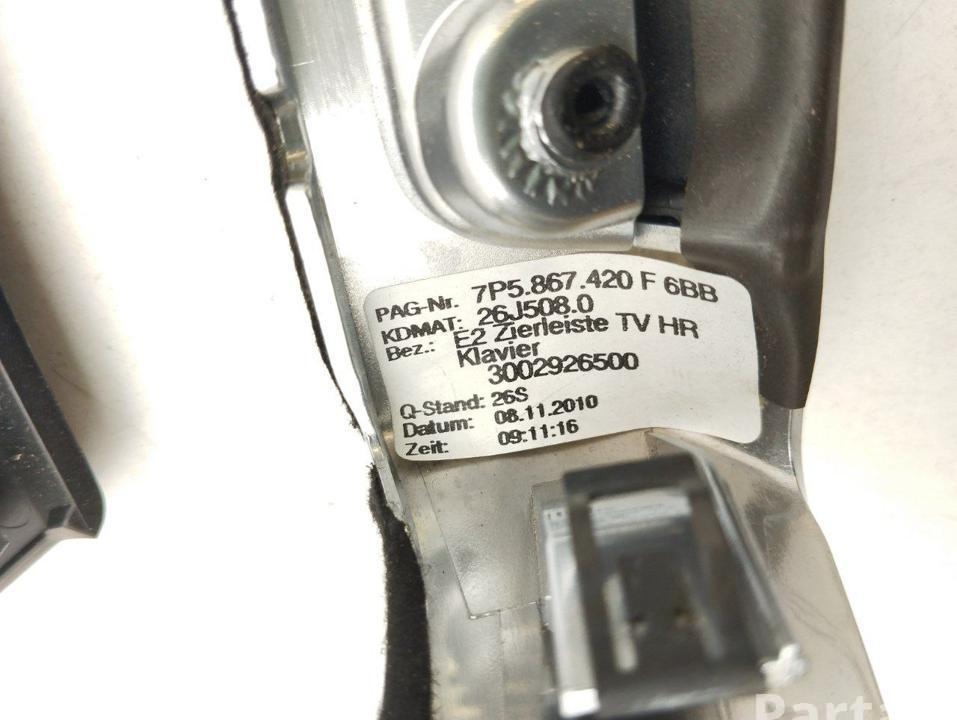 PAG-Nr. 7P5.867.420 F 6BB
KDMAT: 26J508.0
Bez.: E2 Zierleiste TV HR
Klavier
3002926500
Q-Stand: 26S
Datum: 08.11.2010
Zeit: 09:11:16